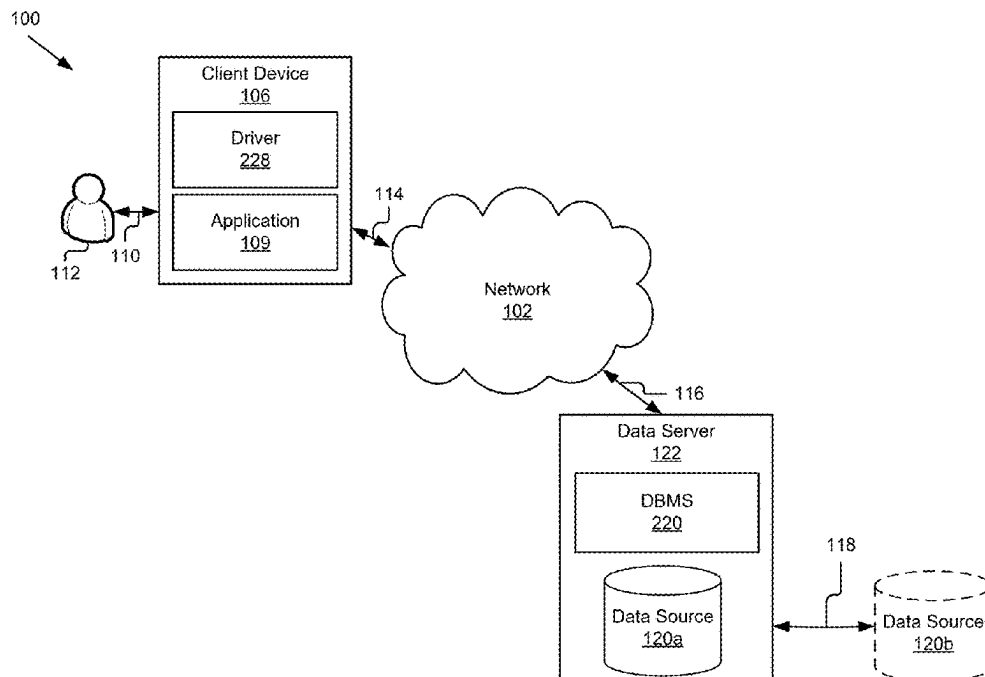 100
Client Device
106
Driver
228
Application
109
110
112
114
Network
102
116
Data Server
122
DBMS
220
118
Data Source
120a
Data Source
120b